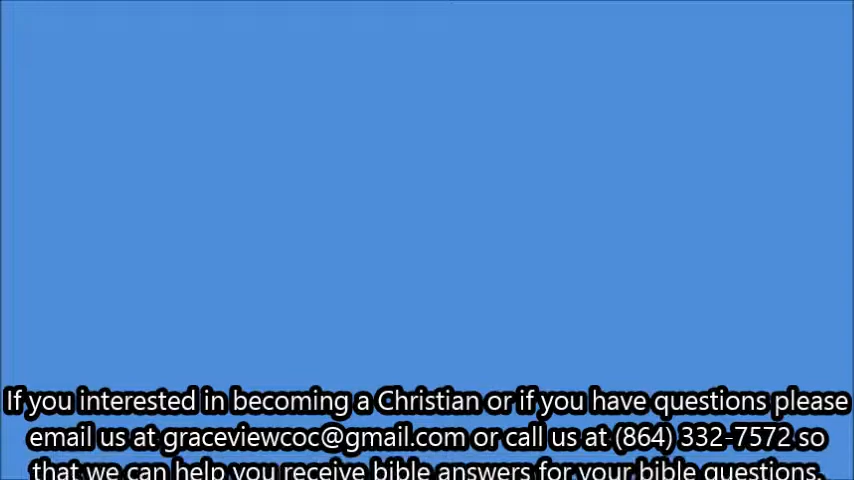 If you interested in becoming a Christian or if you have questions please
email us at graceviewcoc@gmail.com or call us at (864) 332-7572 so
that we can help you receive bible answers for your bible questions.